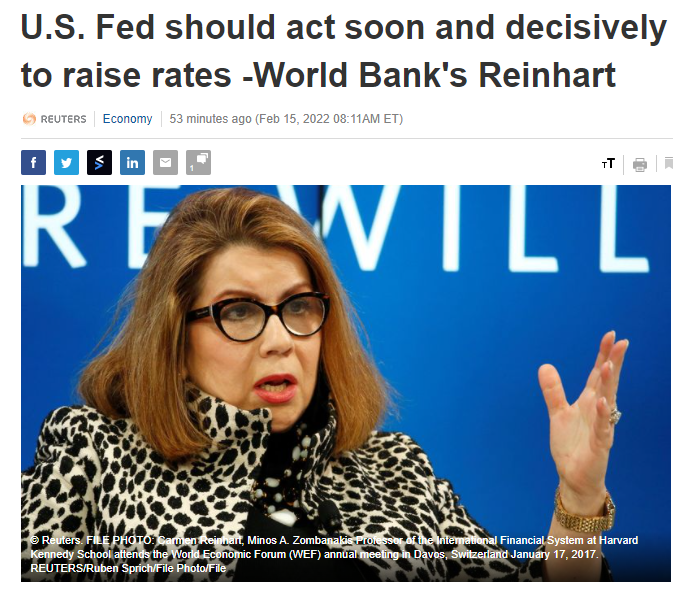 U.S. Fed should act soon and decisively
to raise rates -World Bank's Reinhart
REUTERS Economy 53 minutes ago (Feb 15, 2022 08:11AM ET)
f in 1 TT
RE WILL
© Reuters. FILE PHOTO: Carmen Reinhart, Minos A. Zombanakis Professor of the International Financial System at Harvard
Kennedy School attends the World Economic Forum (WEF) annual meeting in Davos, Switzerland January 17, 2017.
REUTERS/Ruben Sprich/File Photo/File